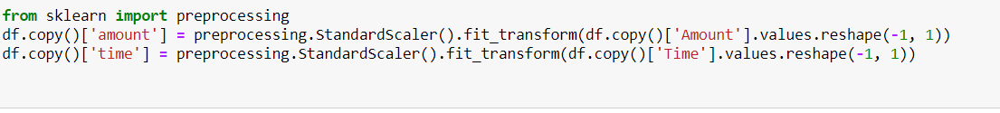 from sklearn import preprocessing
df.copy()['amount'] = preprocessing.StandardScaler().fit_transform(df.copy()['Amount'].values.reshape(-1, 1))
df.copy()['time'] = preprocessing.StandardScaler().fit_transform(df.copy()['Time'].values.reshape(-1, 1))